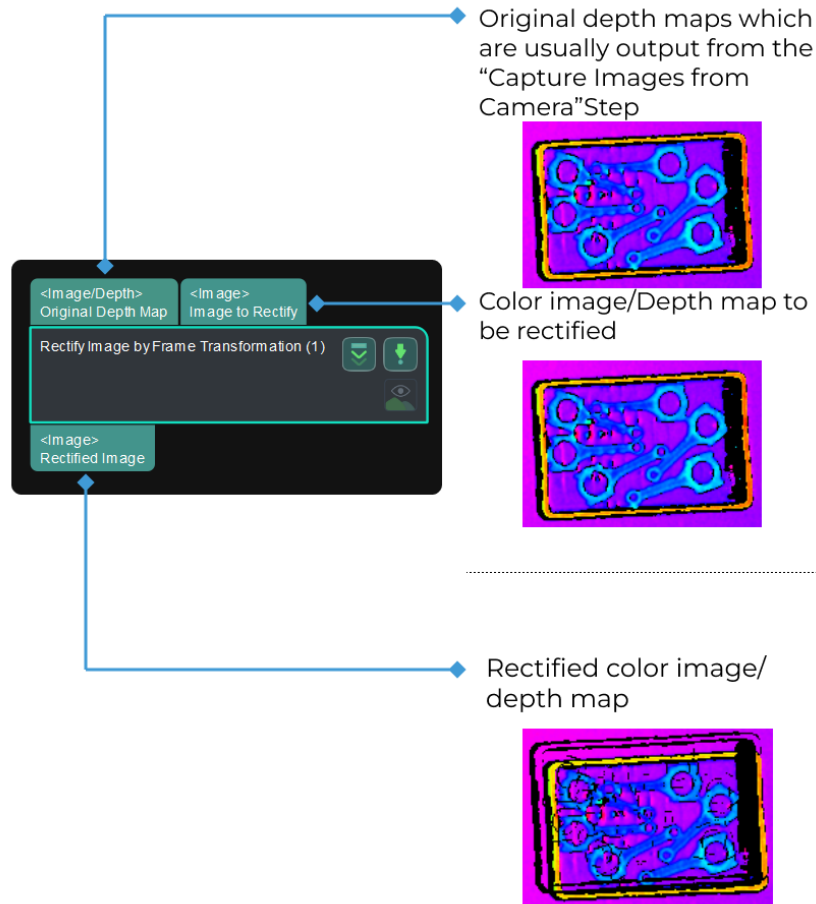 Original depth maps which
are usually output from the
“Capture Images from
Camera”Step
<Image/Depth>
Original Depth Map
<Image>
Image to Rectify
Color image/Depth map to
be rectified
Rectify Image by Frame Transformation (1)
<Image>
Rectified Image
Rectified color image/
depth map